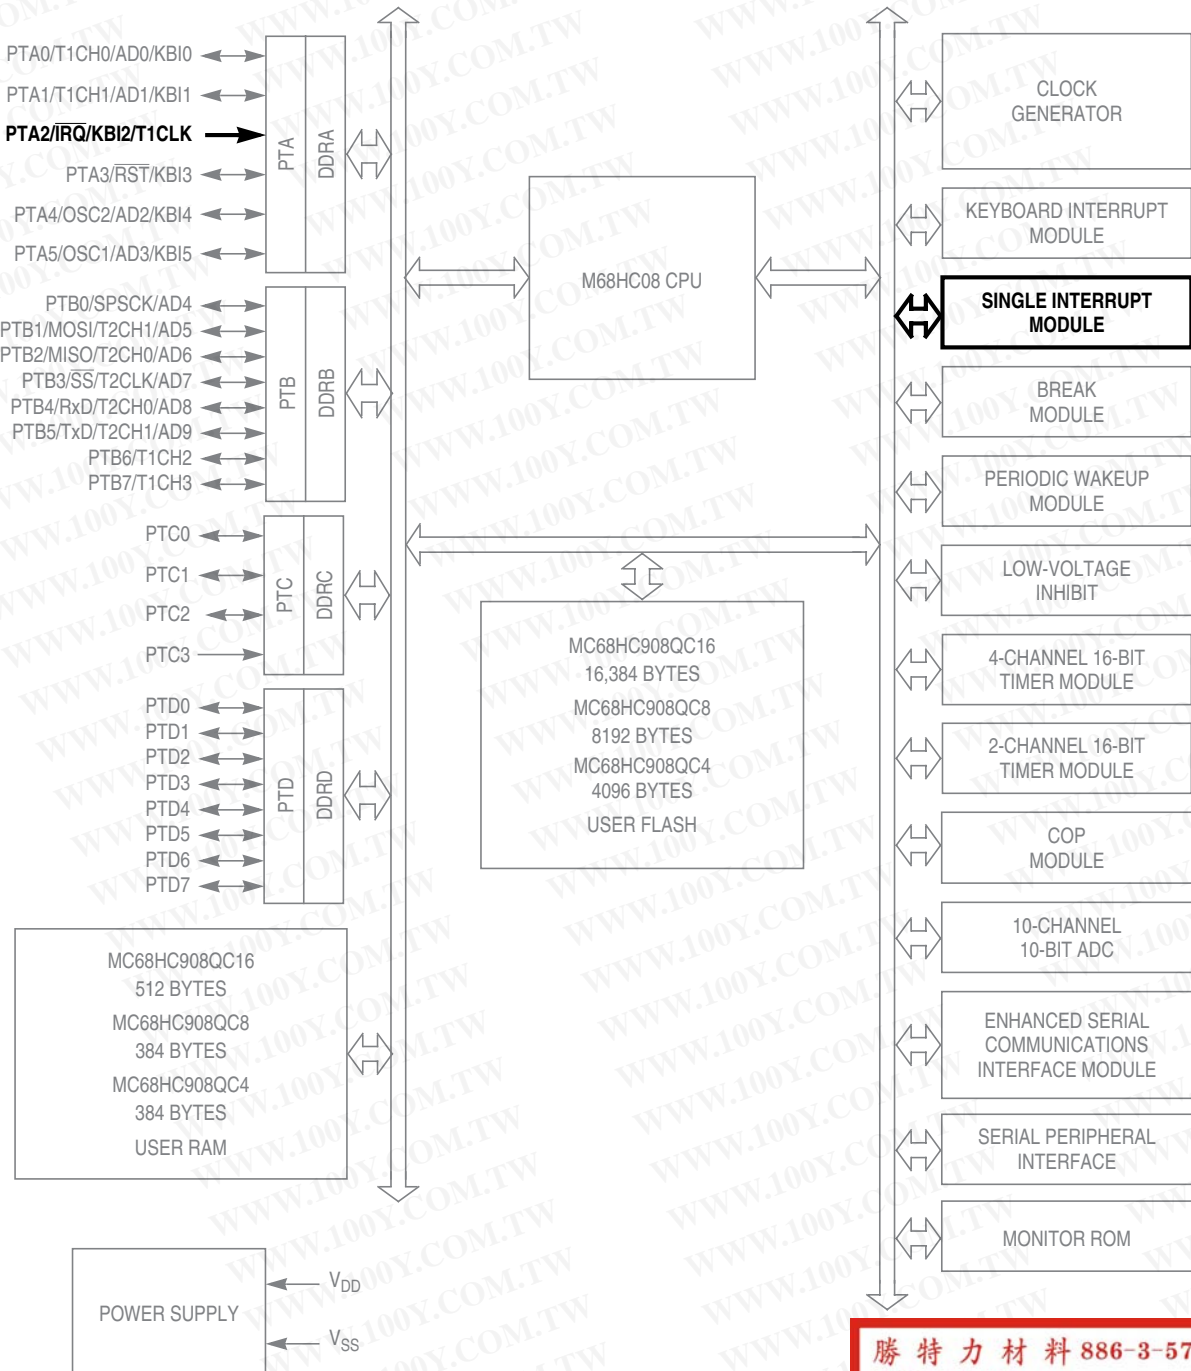 PTA0/T1CH0/AD0/KBI0
PTA1/T1CH1/AD1/KBI1
PTA2/IRQ/KBI2/T1CLK
PTA3/RST/KBI3
PTA4/OSC2/AD2/KBI4
PTA5/OSC1/AD3/KBI5
PTA
DDRA
PTB0/SPSCK/AD4
PTB1/MOSI/T2CH1/AD5
PTB2/MISO/T2CH0/AD6
PTB3/SS/T2CLK/AD7
PTB4/RxD/T2CH0/AD8
PTB5/TxD/T2CH1/AD9
PTB6/T1CH2
PTB7/T1CH3
PTB
DDRB
PTC0
PTC1
PTC2
PTC3
PTC
DDRC
PTD0
PTD1
PTD2
PTD3
PTD4
PTD5
PTD6
PTD7
PTD
DDRD
MC68HC908QC16
512 BYTES
MC68HC908QC8
384 BYTES
MC68HC908QC4
384 BYTES
USER RAM
POWER SUPPLY
VDD
VSS
M68HC08 CPU
MC68HC908QC16
16,384 BYTES
MC68HC908QC8
8192 BYTES
MC68HC908QC4
4096 BYTES
USER FLASH
CLOCK
GENERATOR
KEYBOARD INTERRUPT
MODULE
SINGLE INTERRUPT
MODULE
BREAK
MODULE
PERIODIC WAKEUP
MODULE
LOW-VOLTAGE
INHIBIT
4-CHANNEL 16-BIT
TIMER MODULE
2-CHANNEL 16-BIT
TIMER MODULE
COP
MODULE
10-CHANNEL
10-BIT ADC
ENHANCED SERIAL
COMMUNICATIONS
INTERFACE MODULE
SERIAL PERIPHERAL
INTERFACE
MONITOR ROM
勝 特 力 材 料 886-3-57
WWW.100Y.COM.TW